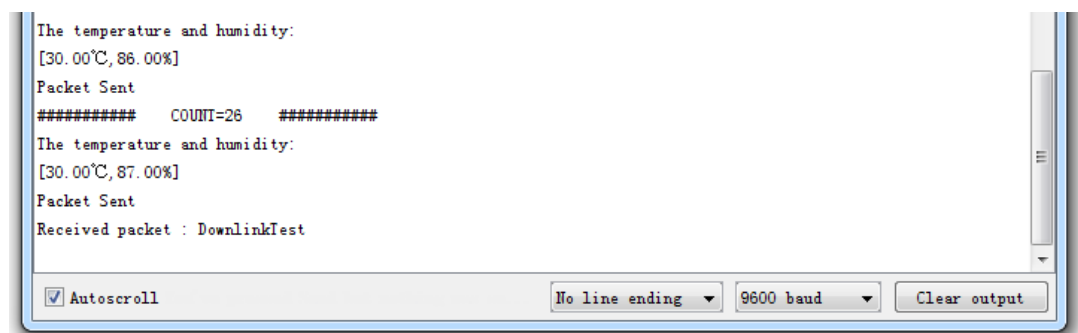 The temperature and humidity:
[30.00℃,86.00%]
Packet Sent
########### COUNT=26 ###########
The temperature and humidity:
[30.00℃,87.00%]
Packet Sent
Received packet : DownlinkTest
Autoscroll No line ending 9600 baud Clear output